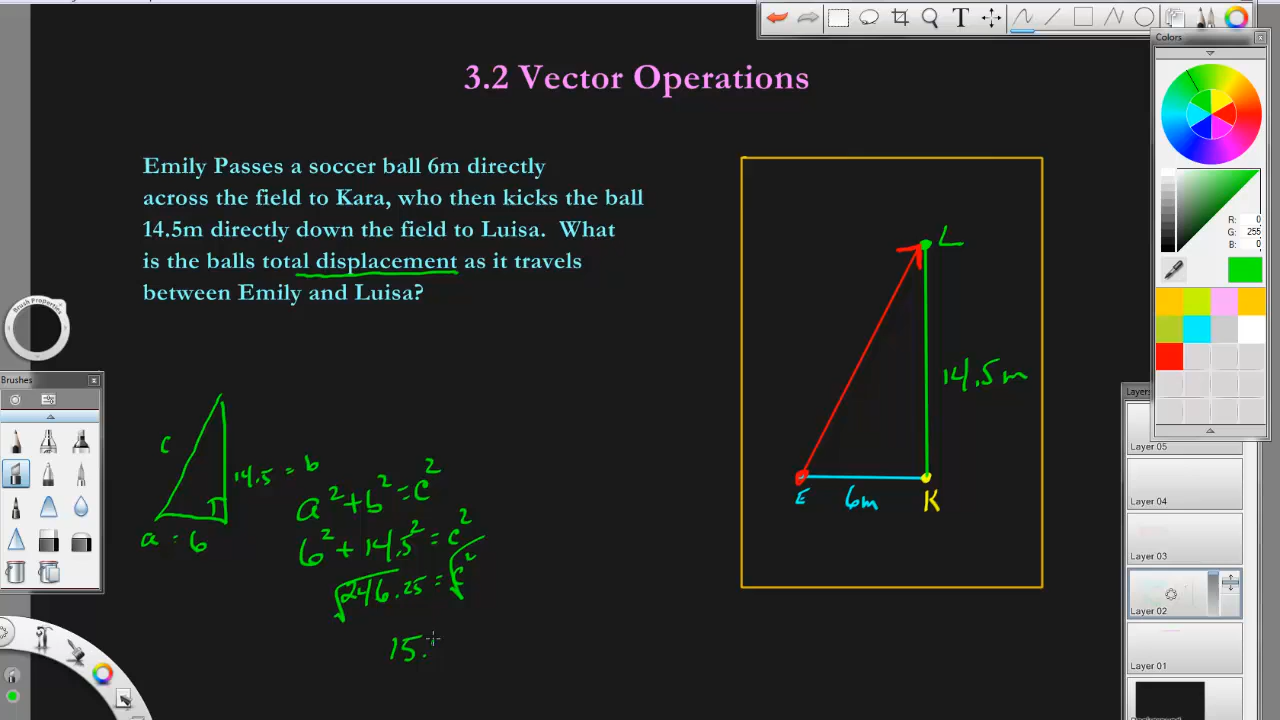 3.2 Vector Operations
Emily Passes a soccer ball 6m directly
across the field to Kara, who then kicks the ball
14.5m directly down the field to Luisa. What
is the balls total displacement as it travels
between Emily and Luisa?
L
14.5m
E
6m
K
c
14.5 = b
a = 6
a² + b² = c²
6² + 14.5² = c²
√246.25 = √c²
15.
Colors
R: 0
G: 255
B: 0
Brush Properties
Brushes
Layers
Layer 05
Layer 04
Layer 03
Layer 02
Layer 01